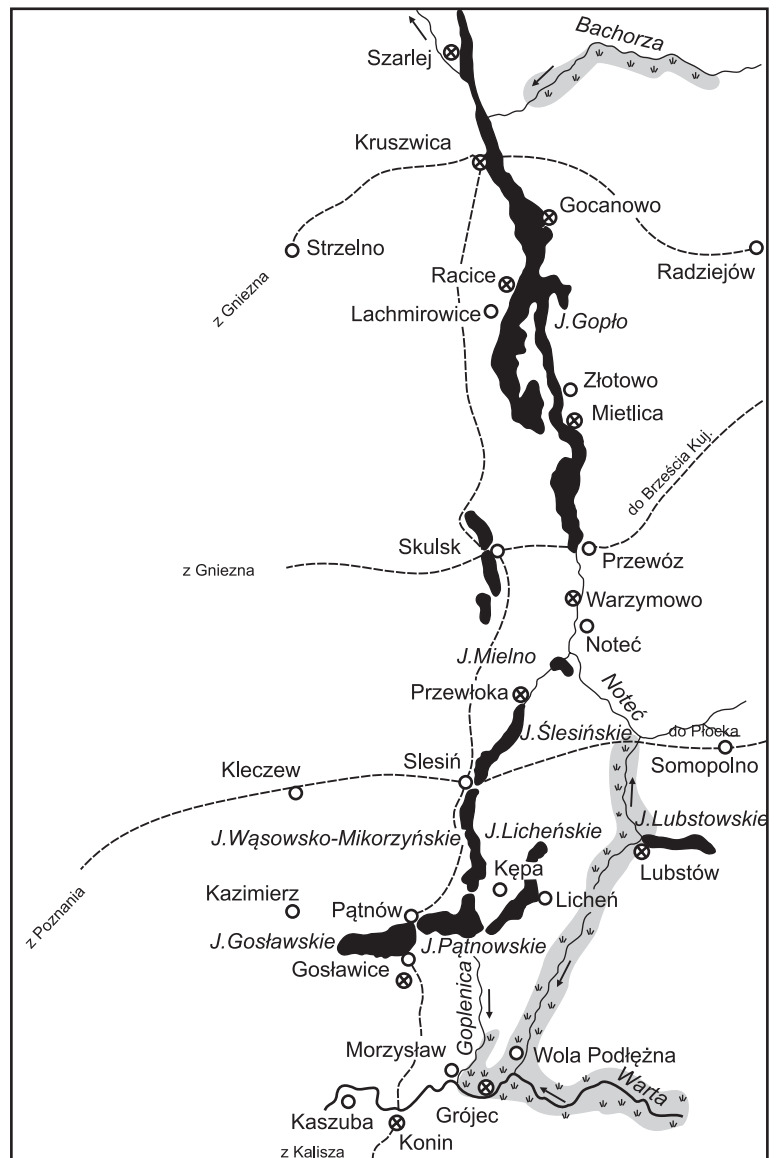 Bachorza
Szarlej
Kruszwica
Gocanowo
Strzelno
Radziejów
Racice
z Gniezna
Lachmirowice
J.Gopło
Złotowo
Mietlica
do Brześcia Kuj.
Skulsk
Przewóz
z Gniezna
Warzymowo
Noteć
J.Mielno
Przewłoka
Noteć
J.Ślesińskie
do Płocka
Slesiń
Somopolno
Kleczew
J.Lubstowskie
J.Wąsowsko-Mikorzyńskie
J.Licheńskie
Lubstów
Kępa
Kazimierz
Pątnów
Licheń
z Poznania
J.Gosławskie
J.Pątnowskie
Gosławice
Goplenica
Morzysław
Wola Podłężna
Warta
Kaszuba
Grójec
Konin
z Kalisza